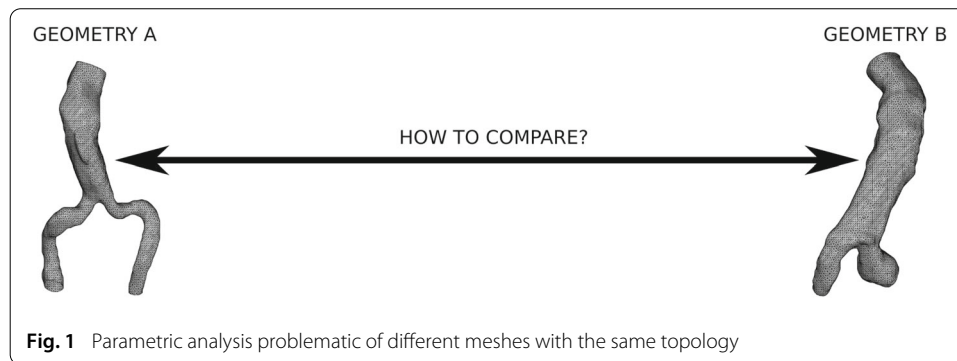 GEOMETRY A
GEOMETRY B
HOW TO COMPARE?
Fig. 1 Parametric analysis problematic of different meshes with the same topology